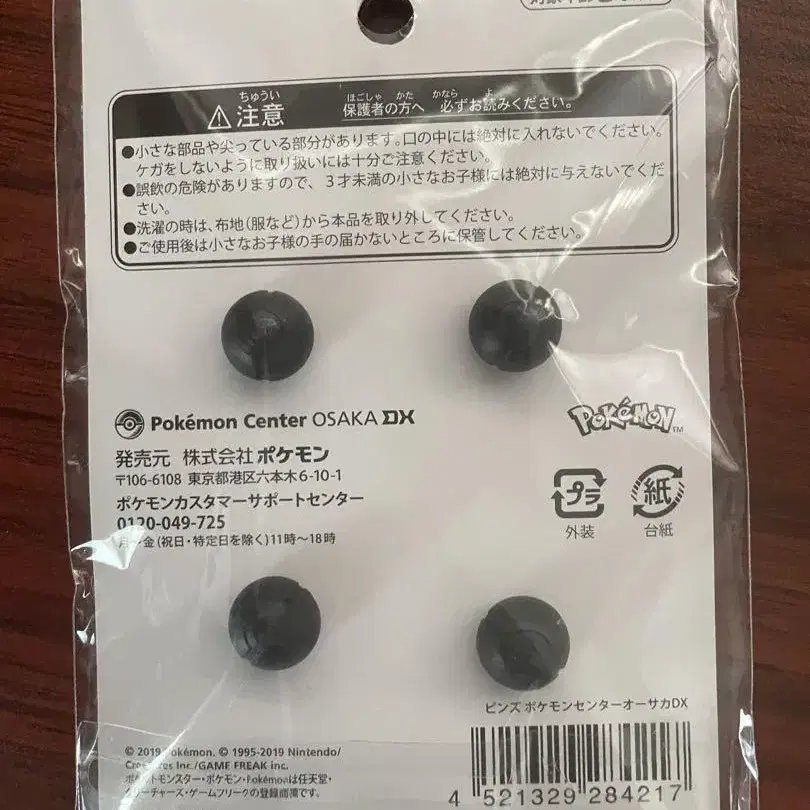 ちゅうい
⚠注意
ほごしゃ かた かなら よ
保護者の方へ 必ずお読みください。
●小さな部品や尖っている部分があります。口の中には絶対に入れないでください。
ケガをしないように取り扱いには十分ご注意ください。
●誤飲の危険がありますので、3才未満の小さなお子様には絶対に与えないでくだ
さい。
●洗濯の時は、布地(服など)から本品を取り外してください。
●ご使用後は小さなお子様の手の届かないところに保管してください。
Pokémon Center OSAKA DX
POKéMON TM
発売元 株式会社ポケモン
〒106-6108 東京都港区六本木6-10-1
ポケモンカスタマーサポートセンター
0120-049-725
月~金(祝日・特定日を除く)11時~18時
プラ
外装
紙
台紙
ピンズ ポケモンセンターオーサカDX
© 2019 Pokémon. © 1995-2019 Nintendo/
Creatures Inc./GAME FREAK inc.
ポケットモンスター・ポケモン・Pokémonは任天堂・
クリーチャーズ・ゲームフリークの登録商標です。
4 521329 284217